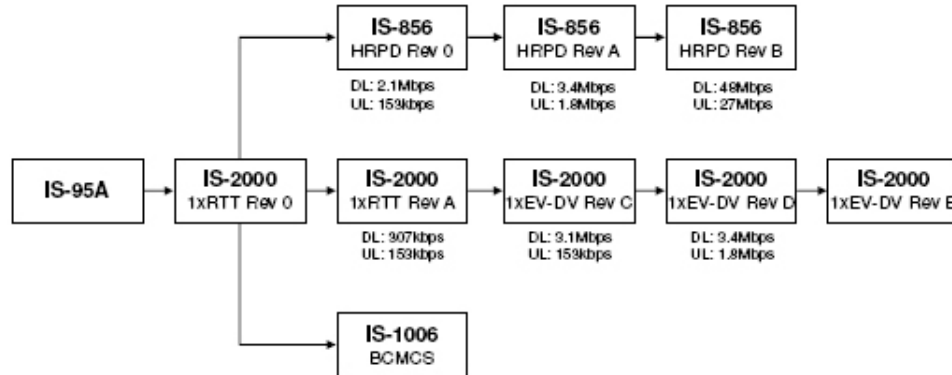 IS-856
HRPD Rev 0
DL: 2.1Mbps
UL: 153kbps
IS-856
HRPD Rev A
DL: 3.4Mbps
UL: 1.8Mbps
IS-856
HRPD Rev B
DL: 48Mbps
UL: 27Mbps
IS-95A
IS-2000
1xRTT Rev 0
IS-2000
1xRTT Rev A
DL: 307kbps
UL: 153kbps
IS-2000
1xEV-DV Rev C
DL: 3.1Mbps
UL: 153kbps
IS-2000
1xEV-DV Rev D
DL: 3.4Mbps
UL: 1.8Mbps
IS-2000
1xEV-DV Rev E
IS-1006
BCMCS